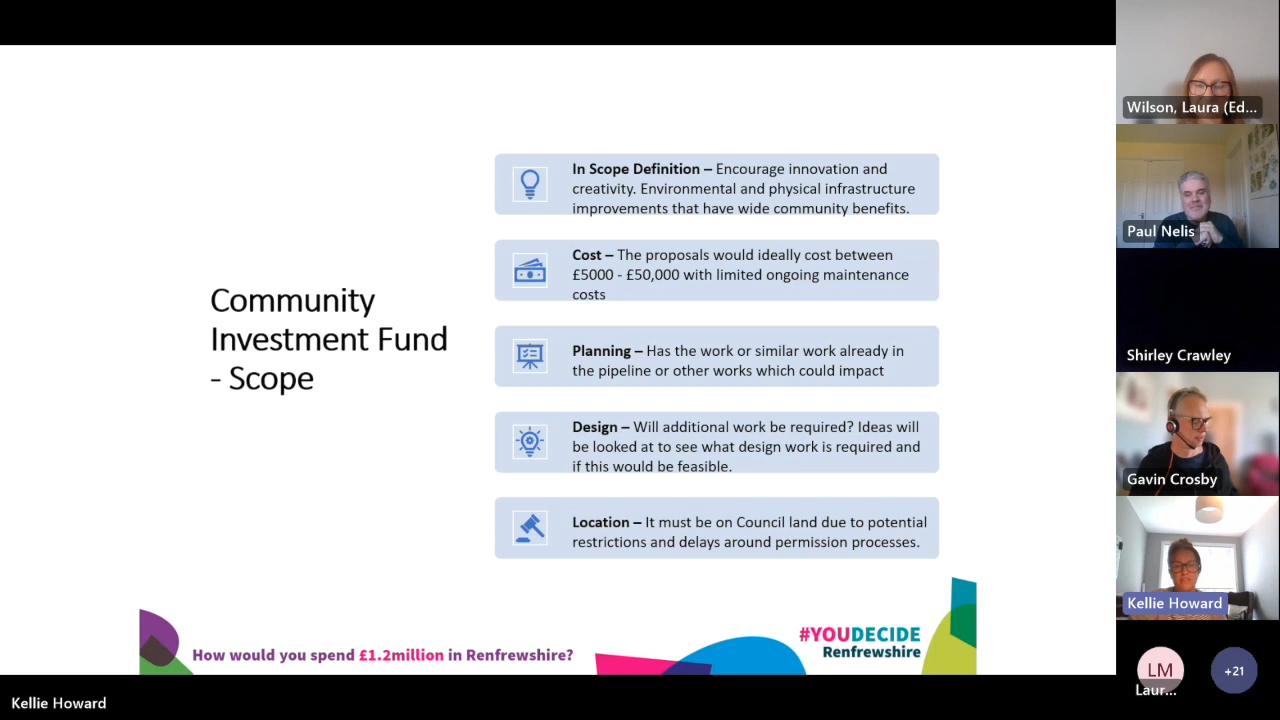 Community
Investment Fund
- Scope
In Scope Definition – Encourage innovation and
creativity. Environmental and physical infrastructure
improvements that have wide community benefits.
Cost – The proposals would ideally cost between
£5000 - £50,000 with limited ongoing maintenance
costs
Planning – Has the work or similar work already in
the pipeline or other works which could impact
Design – Will additional work be required? Ideas will
be looked at to see what design work is required and
if this would be feasible.
Location – It must be on Council land due to potential
restrictions and delays around permission processes.
How would you spend £1.2million in Renfrewshire?
#YOUDECIDE
Renfrewshire
Wilson, Laura (Ed...
Paul Nelis
Shirley Crawley
Gavin Crosby
Kellie Howard
LM
Laur...
+21
Kellie Howard